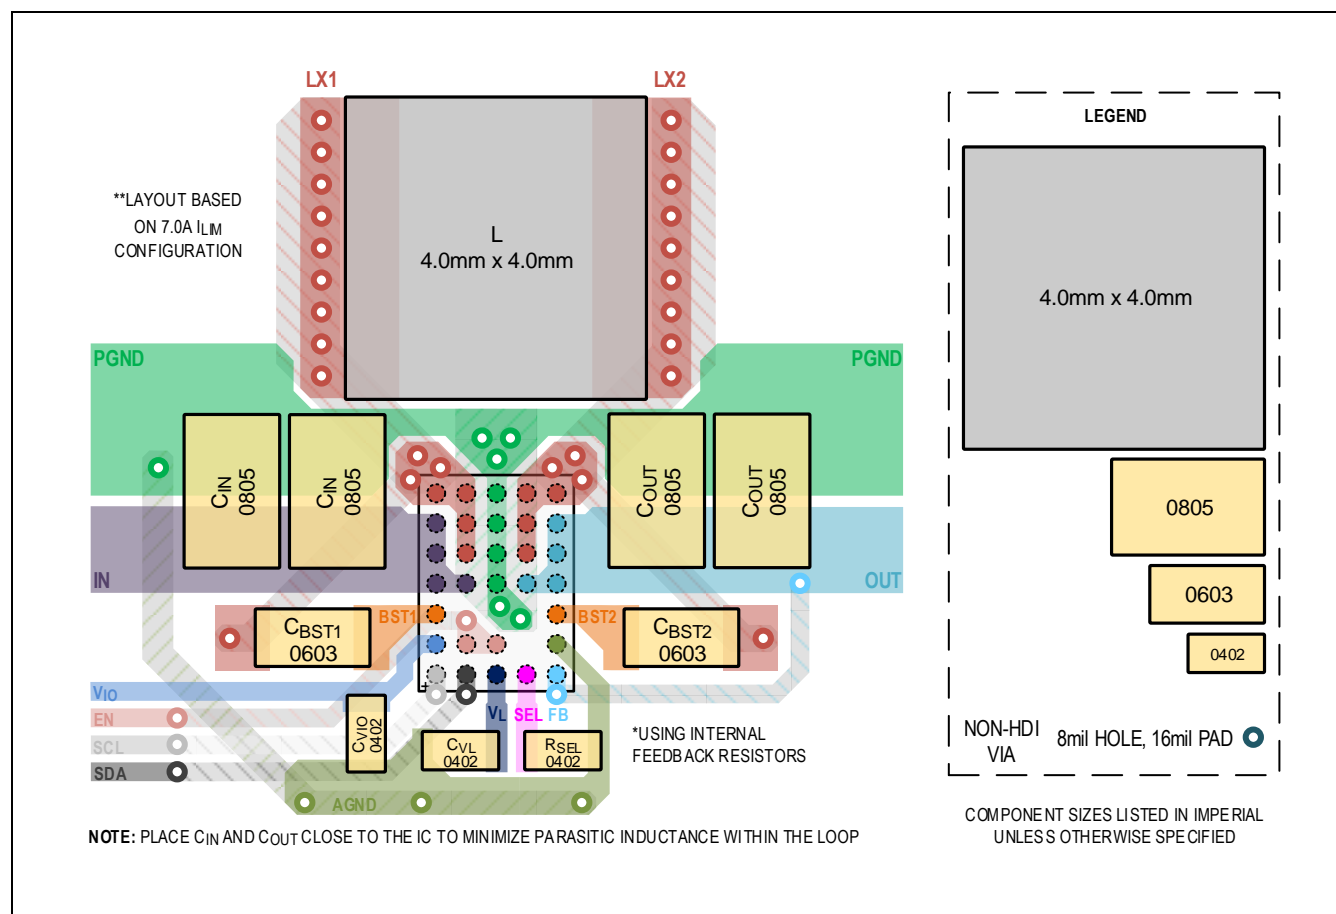 LX1
LX2
LEGEND
**LAYOUT BASED
ON 7.0A ILIM
CONFIGURATION
L
4.0mm x 4.0mm
4.0mm x 4.0mm
PGND
PGND
CIN
0805
CIN
0805
COUT
0805
COUT
0805
0805
IN
OUT
BST1
BST2
CBST1
0603
CBST2
0603
0603
0402
VIO
EN
SCL
SDA
+
CVIO
0402
VL
SEL
FB
CVL
0402
RSEL
0402
*USING INTERNAL
FEEDBACK RESISTORS
NON-HDI
VIA
8mil HOLE, 16mil PAD
AGND
NOTE: PLACE CIN AND COUT CLOSE TO THE IC TO MINIMIZE PARASITIC INDUCTANCE WITHIN THE LOOP
COMPONENT SIZES LISTED IN IMPERIAL
UNLESS OTHERWISE SPECIFIED